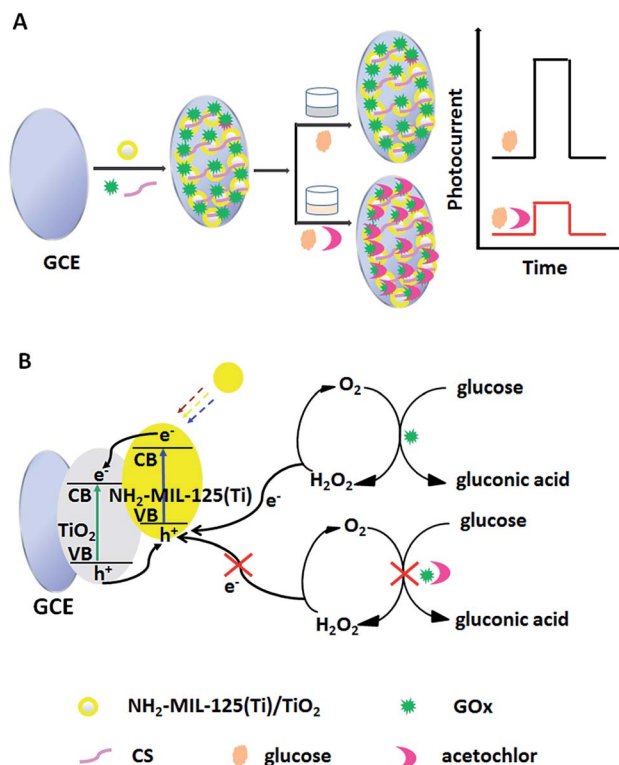 A
GCE
Photocurrent
Time
B
O₂
glucose
e⁻
CB
e⁻
CB
NH₂-MIL-125(Ti)
H₂O₂
gluconic acid
e⁻
TiO₂
VB
VB
h⁺
h⁺
GCE
O₂
glucose
e⁻
H₂O₂
gluconic acid
NH₂-MIL-125(Ti)/TiO₂
GOx
CS
glucose
acetochlor